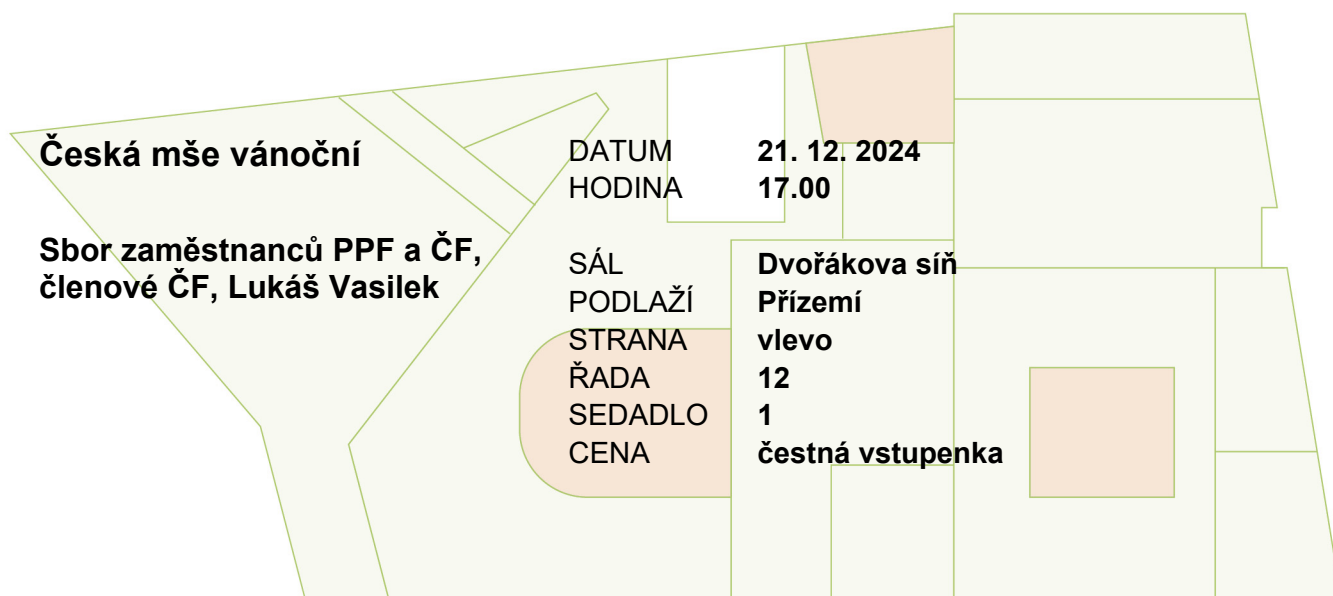 Česká mše vánoční
Sbor zaměstnanců PPF a ČF,
členové ČF, Lukáš Vasilek
DATUM 21. 12. 2024
HODINA 17.00
SÁL Dvořákova síň
PODLAŽÍ Přízemí
STRANA vlevo
ŘADA 12
SEDADLO 1
CENA čestná vstupenka